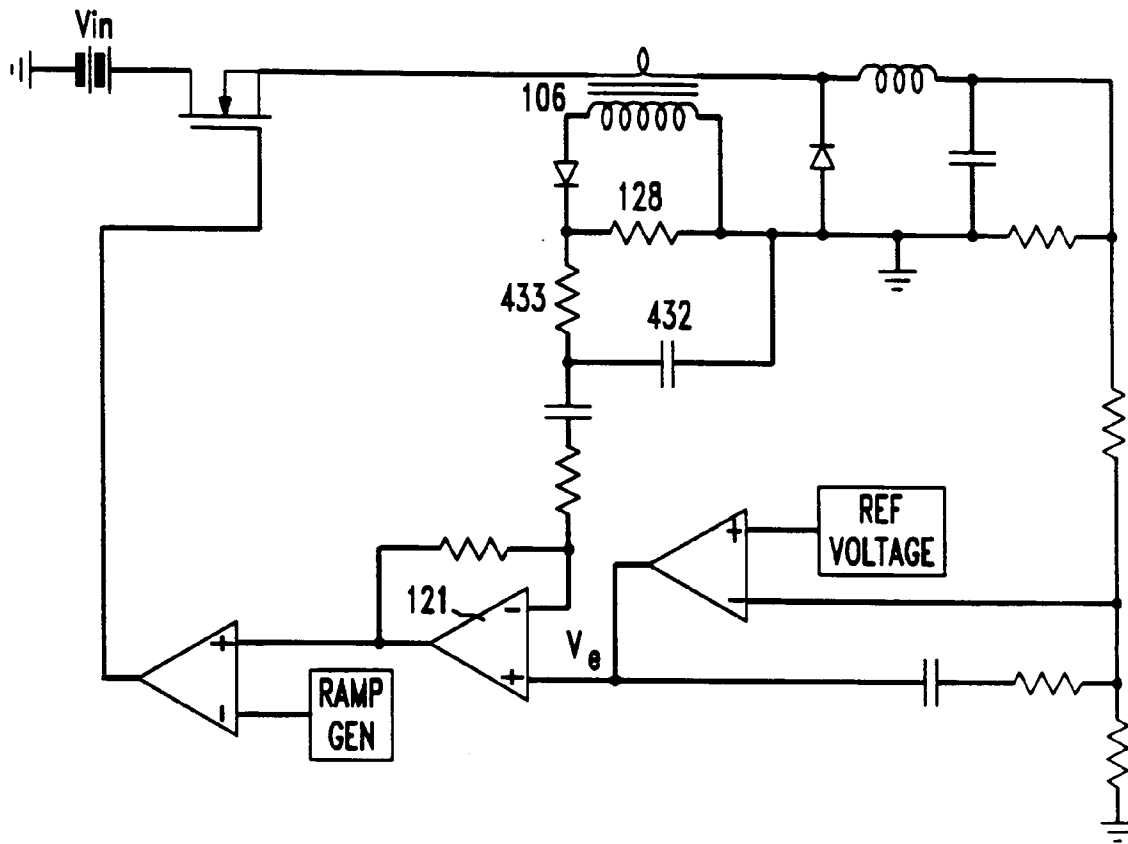 Vin
106
128
433
432
REF
VOLTAGE
+
−
121
−
+
Ve
+
−
RAMP
GEN